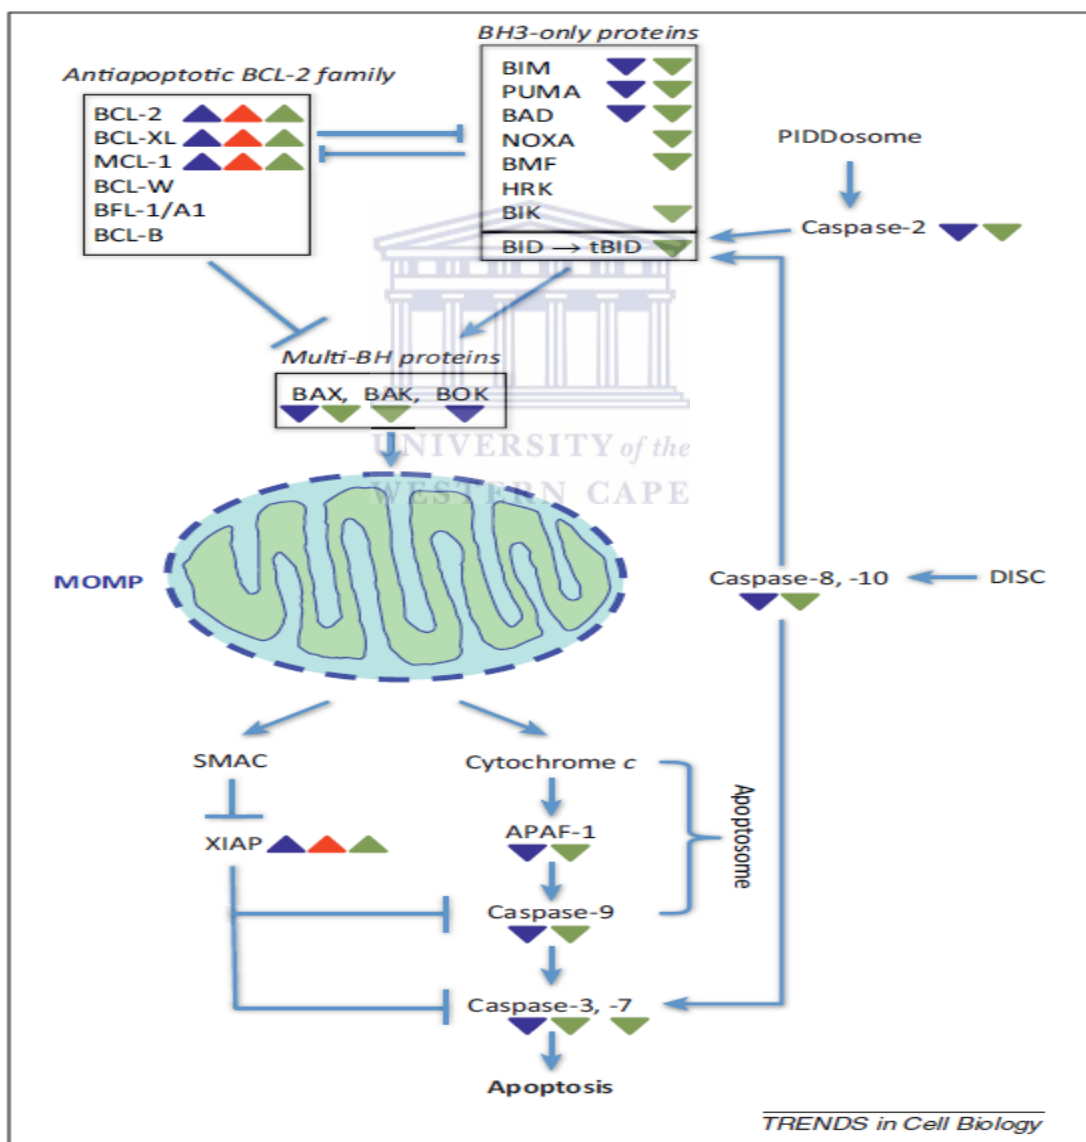 BH3-only proteins
Antiapoptotic BCL-2 family
BCL-2
BCL-XL
MCL-1
BCL-W
BFL-1/A1
BCL-B
BIM
PUMA
BAD
NOXA
BMF
HRK
BIK
BID → tBID
PIDDosome
Caspase-2
Multi-BH proteins
BAX, BAK, BOK
UNIVERSITY of the
WESTERN CAPE
MOMP
Caspase-8, -10
DISC
SMAC
Cytochrome c
XIAP
APAF-1
Apoptosome
Caspase-9
Caspase-3, -7
Apoptosis
TRENDS in Cell Biology